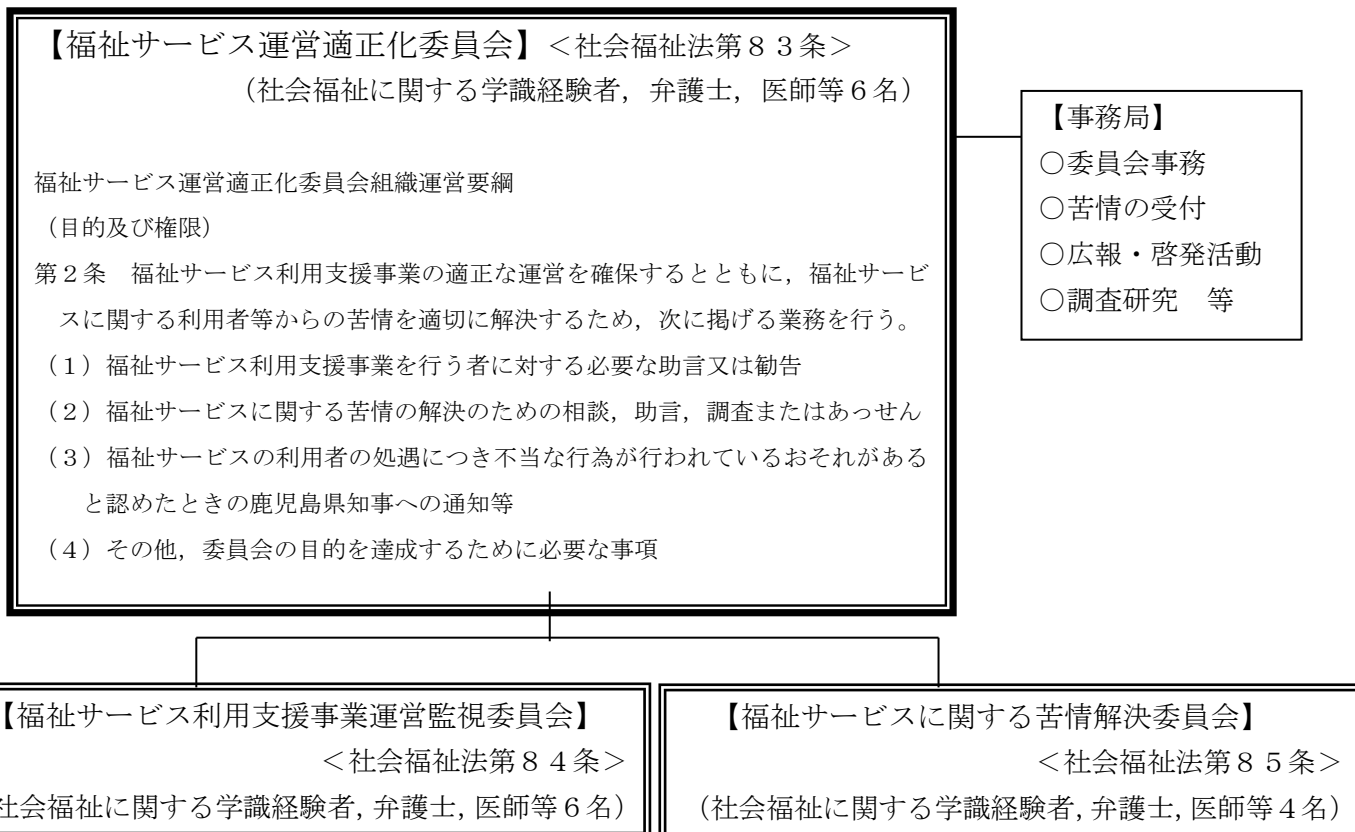 【福祉サービス運営適正化委員会】＜社会福祉法第８３条＞
（社会福祉に関する学識経験者，弁護士，医師等６名）
福祉サービス運営適正化委員会組織運営要綱
（目的及び権限）
第２条　福祉サービス利用支援事業の適正な運営を確保するとともに，福祉サービ
スに関する利用者等からの苦情を適切に解決するため，次に掲げる業務を行う。
（１）福祉サービス利用支援事業を行う者に対する必要な助言又は勧告
（２）福祉サービスに関する苦情の解決のための相談，助言，調査またはあっせん
（３）福祉サービスの利用者の処遇につき不当な行為が行われているおそれがある
と認めたときの鹿児島県知事への通知等
（４）その他，委員会の目的を達成するために必要な事項
【事務局】
○委員会事務
○苦情の受付
○広報・啓発活動
○調査研究　等
【福祉サービス利用支援事業運営監視委員会】
＜社会福祉法第８４条＞
社会福祉に関する学識経験者，弁護士，医師等６名）
【福祉サービスに関する苦情解決委員会】
＜社会福祉法第８５条＞
（社会福祉に関する学識経験者，弁護士，医師等４名）